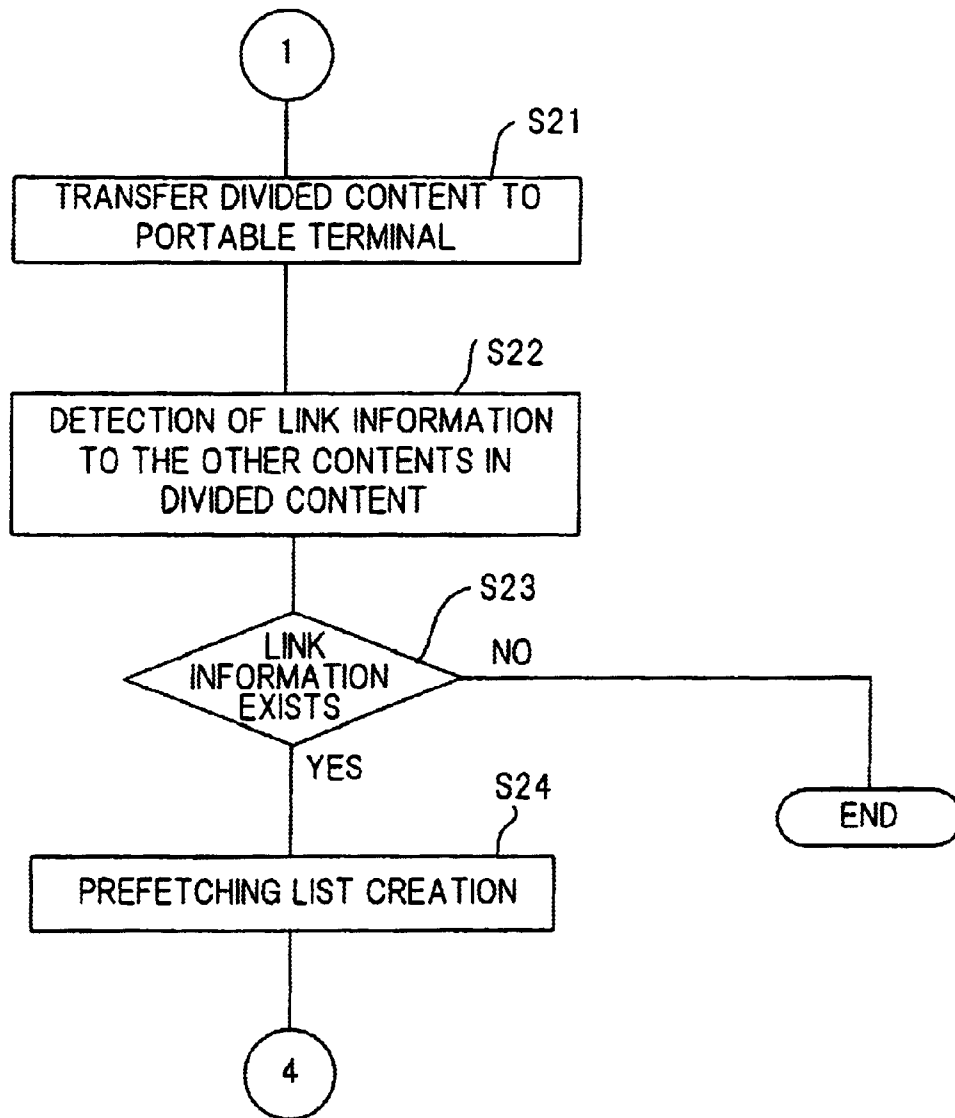 1
S21
TRANSFER DIVIDED CONTENT TO
PORTABLE TERMINAL
S22
DETECTION OF LINK INFORMATION
TO THE OTHER CONTENTS IN
DIVIDED CONTENT
S23
LINK
INFORMATION
EXISTS
NO
YES
S24
END
PREFETCHING LIST CREATION
4